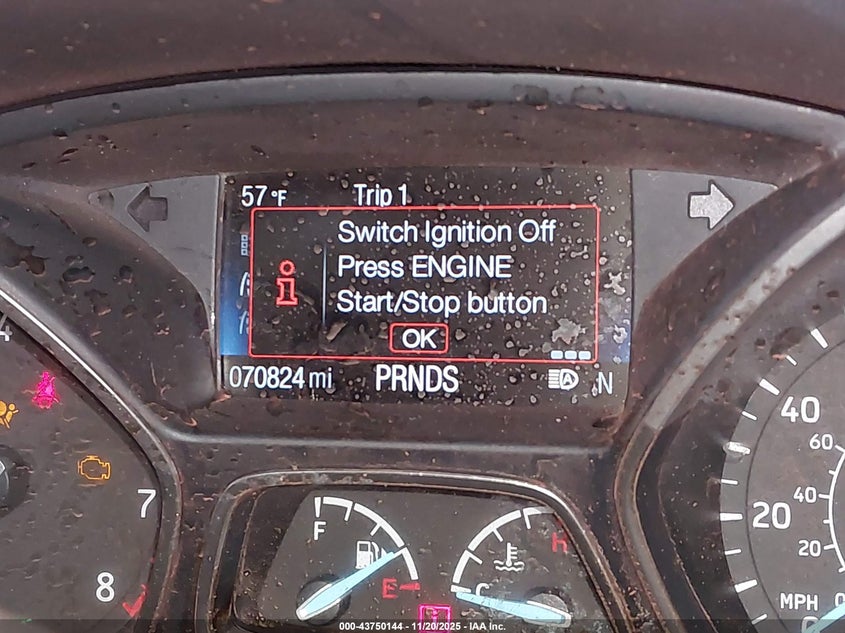 57 °F Trip 1
Switch Ignition Off
Press ENGINE
Start/Stop button
OK
070824 mi PRNDS N
7
8
F
E
H
C
40
20
60
40
20
MPH
000-43750144 - 11/20/2025 - IAA Inc.